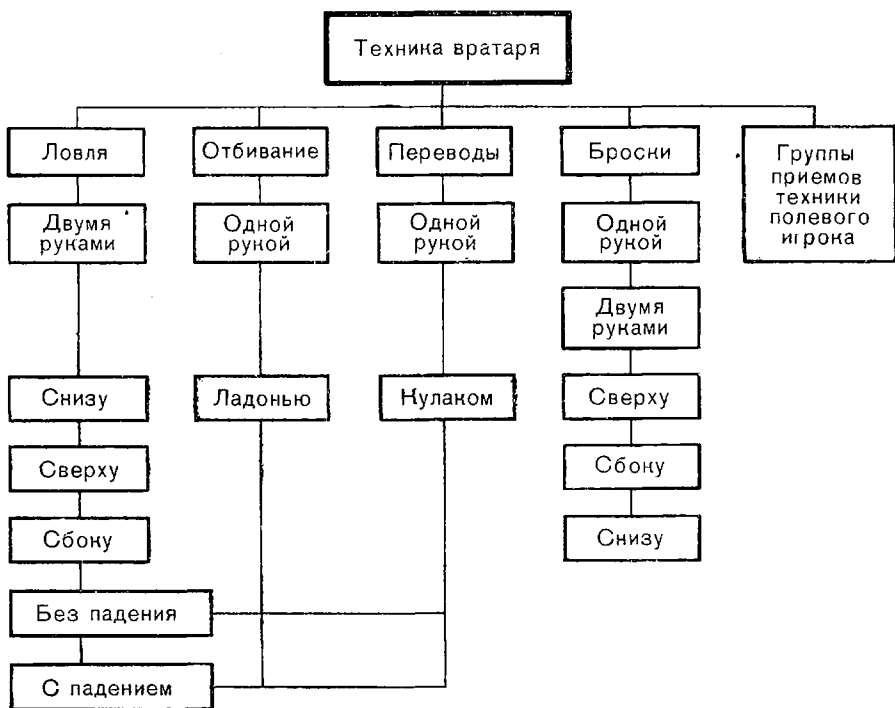 Техника вратаря
Ловля
Отбивание
Переводы
Броски
Группы
приемов
техники
полевого
игрока
Двумя
руками
Одной
рукой
Одной
рукой
Одной
рукой
Двумя
руками
Снизу
Ладонью
Кулаком
Сверху
Сверху
Сбоку
Сбоку
Снизу
Без падения
С падением